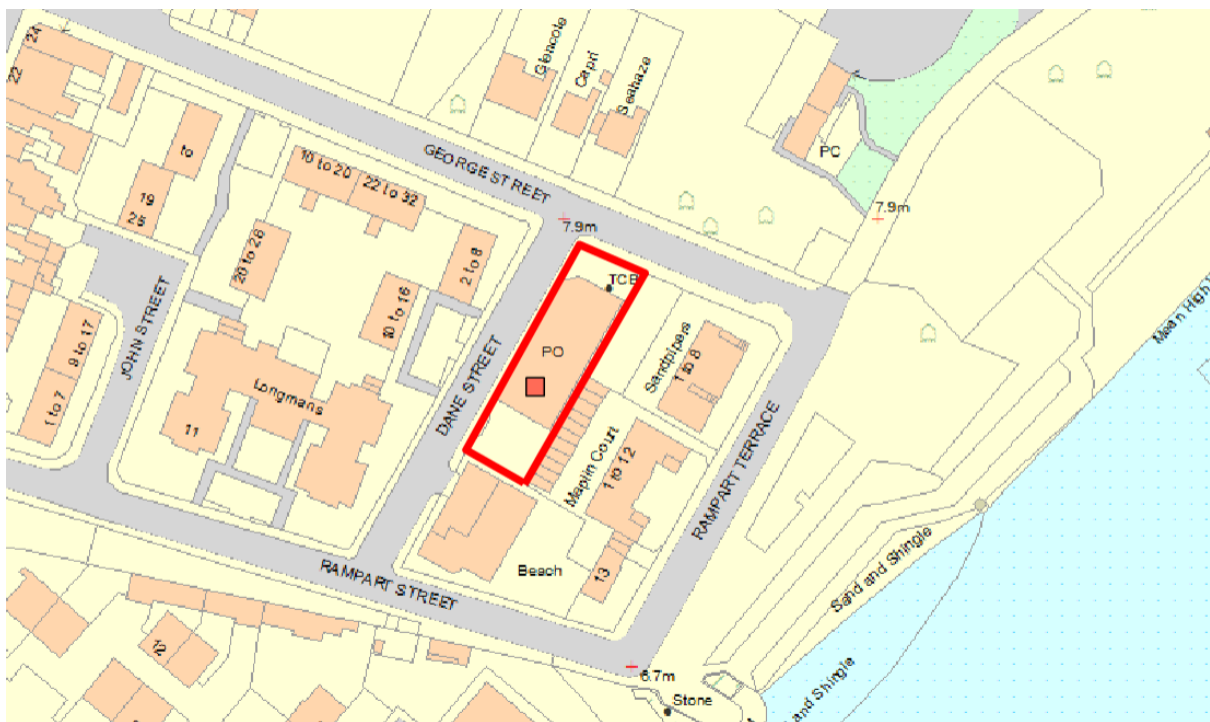 24
22
Glencote
Capri
Seahaze
PC
GEORGE STREET
7.9m
7.9m
to
19
25
10 to 20
22 to 32
20 to 26
2 to 8
10 to 16
TCB
PO
Sandpipers
1 to 8
JOHN STREET
9 to 17
1 to 7
Longmans
11
DANE STREET
Maplin Court
1 to 12
RAMPART TERRACE
Mean High
RAMPART STREET
Beach
13
Sand and Shingle
6.7m
Stone
and Shingle